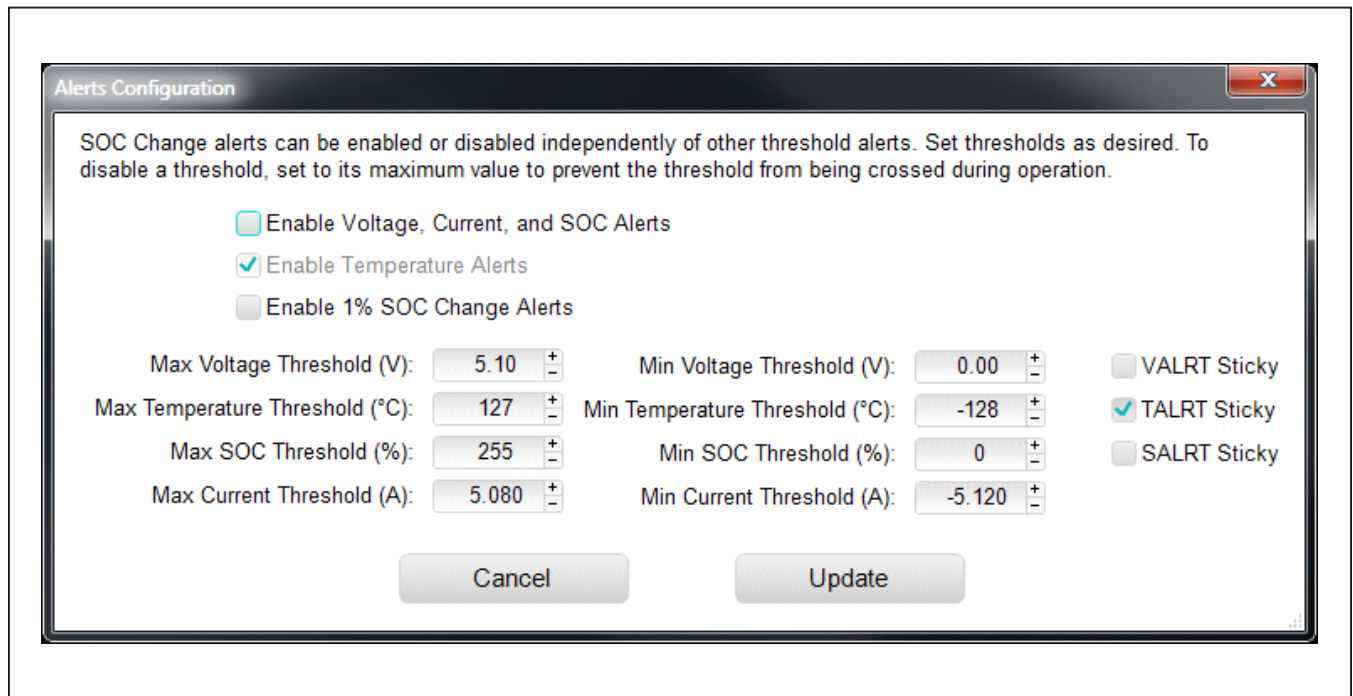 Alerts Configuration
X
SOC Change alerts can be enabled or disabled independently of other threshold alerts. Set thresholds as desired. To
disable a threshold, set to its maximum value to prevent the threshold from being crossed during operation.
Enable Voltage, Current, and SOC Alerts
Enable Temperature Alerts
Enable 1% SOC Change Alerts
Max Voltage Threshold (V): 5.10 + - Min Voltage Threshold (V): 0.00 + - VALRT Sticky
Max Temperature Threshold (°C): 127 + - Min Temperature Threshold (°C): -128 + - TALRT Sticky
Max SOC Threshold (%): 255 + - Min SOC Threshold (%): 0 + - SALRT Sticky
Max Current Threshold (A): 5.080 + - Min Current Threshold (A): -5.120 + -
Cancel Update